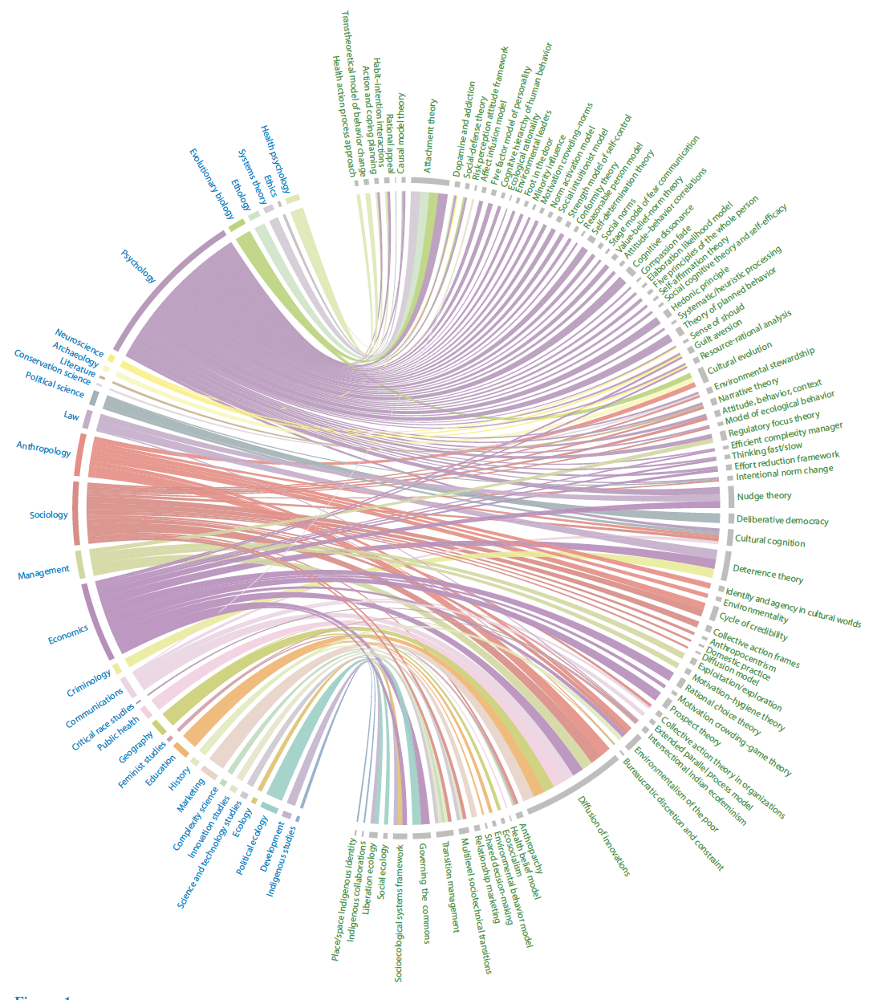 Health psychology
Ethics
Systems theory
Ethology
Evolutionary biology
Psychology
Neuroscience
Archaeology
Literature
Conservation science
Political science
Law
Anthropology
Sociology
Management
Economics
Criminology
Communications
Critical race studies
Public health
Geography
Feminist studies
Education
History
Marketing
Complexity science
Innovation studies
Science and technology studies
Ecology
Political ecology
Development
Indigenous studies
Health action process approach
Transtheoretical model of behavior change
Action and coping planning
Habit–intention interactions
Rational appeal
Causal model theory
Attachment theory
Dopamine and addiction
Social-defense theory
Risk perception attitude framework
Affect infusion model
Five factor model of personality
Cognitive hierarchy of human behavior
Ecological rationality
Environmental leaders
Foot in the door
Minority influence
Motivation crowding–norms
Norm activation model
Social intuitionist model
Strength model of self-control
Conformity theory
Reasonable person model
Self-determination theory
Social norms
Stage model of fear communication
Value-belief-norm theory
Attitude–behavior correlations
Cognitive dissonance
Compassion fade
Elaboration likelihood model
Five principles of the whole person
Self-affirmation theory
Social cognitive theory and self-efficacy
Hedonic principle
Systematic/heuristic processing
Theory of planned behavior
Sense of should
Guilt aversion
Resource-rational analysis
Cultural evolution
Environmental stewardship
Narrative theory
Attitude, behavior, context
Model of ecological behavior
Regulatory focus theory
Efficient complexity manager
Thinking fast/slow
Effort reduction framework
Intentional norm change
Nudge theory
Deliberative democracy
Cultural cognition
Deterrence theory
Identity and agency in cultural worlds
Environmentality
Cycle of credibility
Collective action frames
Anthropocentrism
Domestic practice
Diffusion model
Exploitation/exploration
Motivation–hygiene theory
Rational choice theory
Motivation crowding–game theory
Prospect theory
Collective action theory in organizations
Extended parallel process model
Intersectional Indian ecofeminism
Environmentalism of the poor
Bureaucratic discretion and constraint
Diffusion of innovations
Anthroparchy
Health belief model
Ecosocialism
Environmental behavior model
Shared decision-making
Relationship marketing
Multilevel sociotechnical transitions
Transition management
Governing the commons
Socioecological systems framework
Social ecology
Liberation ecology
Indigenous collaborations
Place/space Indigenous identity